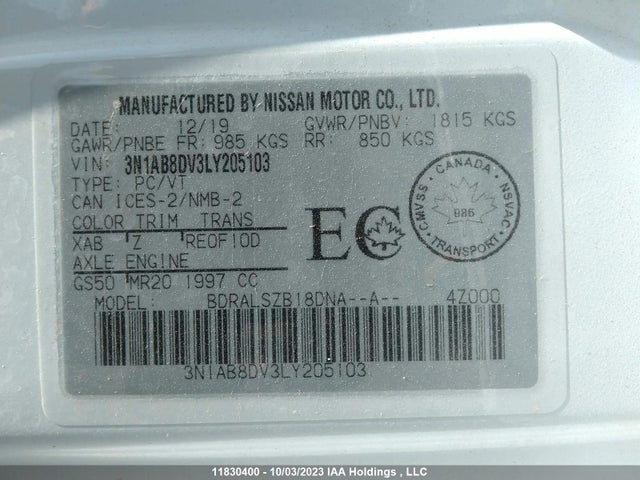 MANUFACTURED BY NISSAN MOTOR CO., LTD.
DATE: 12/19 GVWR/PNBV: 1815 KGS
GAWR/PNBE FR: 985 KGS RR: 850 KGS
VIN: 3N1AB8DV3LY205103
TYPE: PC/VT
CAN ICES-2/NMB-2
COLOR TRIM TRANS
XAB Z RE0F10D
AXLE ENGINE
GS50 MR20 1997 CC
EC
CANADA
CMVSS 986 NSVAC
TRANSPORT
MODEL: BDRALSZB18DNA--A-- 4Z000
3N1AB8DV3LY205103
11830400 - 10/03/2023 IAA Holdings , LLC